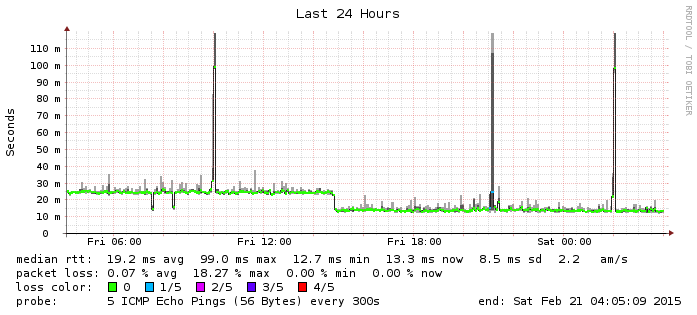 Last 24 Hours
RRDTOOL / TOBI OETIKER
Seconds
110 m
100 m
90 m
80 m
70 m
60 m
50 m
40 m
30 m
20 m
10 m
0
Fri 06:00 Fri 12:00 Fri 18:00 Sat 00:00
median rtt: 19.2 ms avg 99.0 ms max 12.7 ms min 13.3 ms now 8.5 ms sd 2.2 am/s
packet loss: 0.07 % avg 18.27 % max 0.00 % min 0.00 % now
loss color: 0 1/5 2/5 3/5 4/5
probe: 5 ICMP Echo Pings (56 Bytes) every 300s end: Sat Feb 21 04:05:09 2015